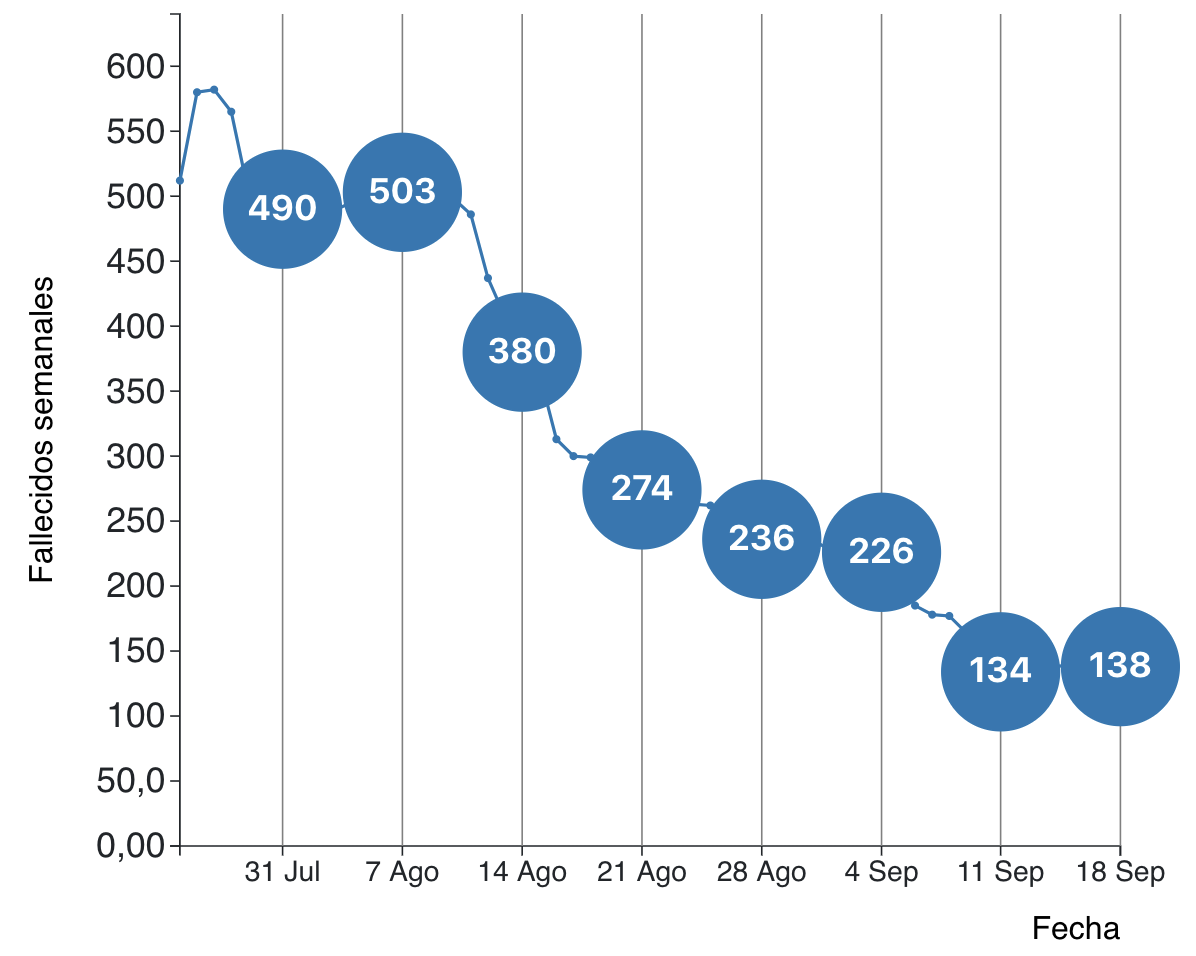 Fallecidos semanales
600
550
500
450
400
350
300
250
200
150
100
50,0
0,00
490
503
380
274
236
226
134
138
31 Jul
7 Ago
14 Ago
21 Ago
28 Ago
4 Sep
11 Sep
18 Sep
Fecha